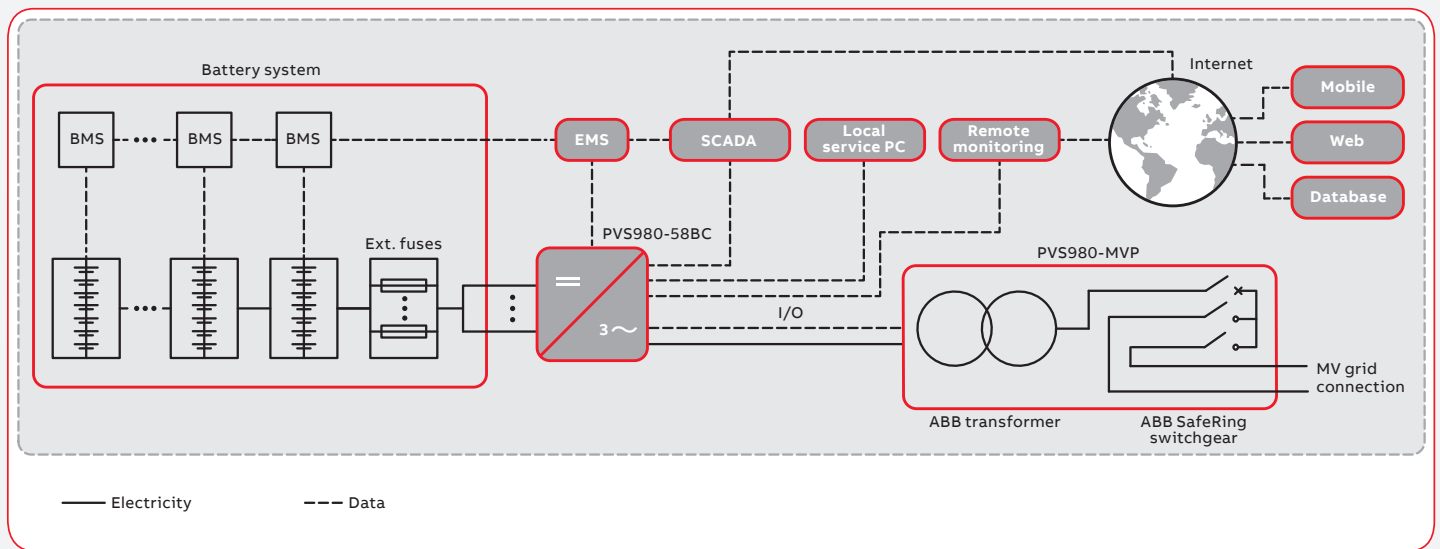 Battery system
Internet
BMS
BMS
BMS
EMS
SCADA
Local
service PC
Remote
monitoring
Mobile
Web
Database
Ext. fuses
PVS980-58BC
3
I/O
PVS980-MVP
MV grid
connection
ABB transformer
ABB SafeRing
switchgear
Electricity
Data